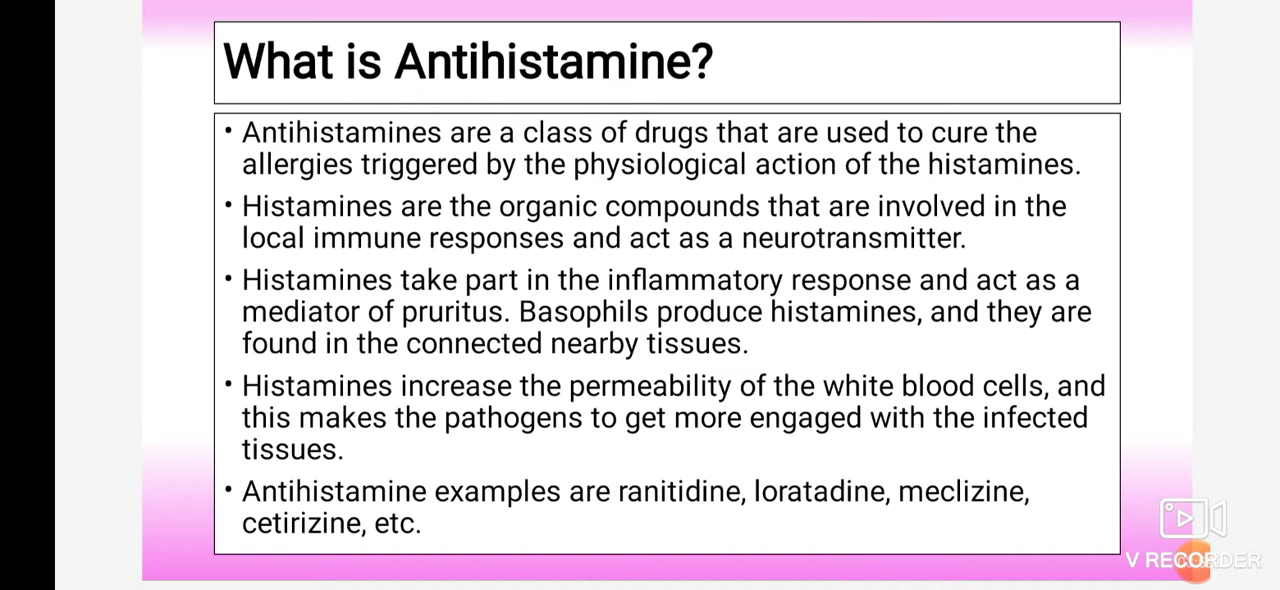 What is Antihistamine?
• Antihistamines are a class of drugs that are used to cure the
allergies triggered by the physiological action of the histamines.
• Histamines are the organic compounds that are involved in the
local immune responses and act as a neurotransmitter.
• Histamines take part in the inflammatory response and act as a
mediator of pruritus. Basophils produce histamines, and they are
found in the connected nearby tissues.
• Histamines increase the permeability of the white blood cells, and
this makes the pathogens to get more engaged with the infected
tissues.
• Antihistamine examples are ranitidine, loratadine, meclizine,
cetirizine, etc.
V RECORDER